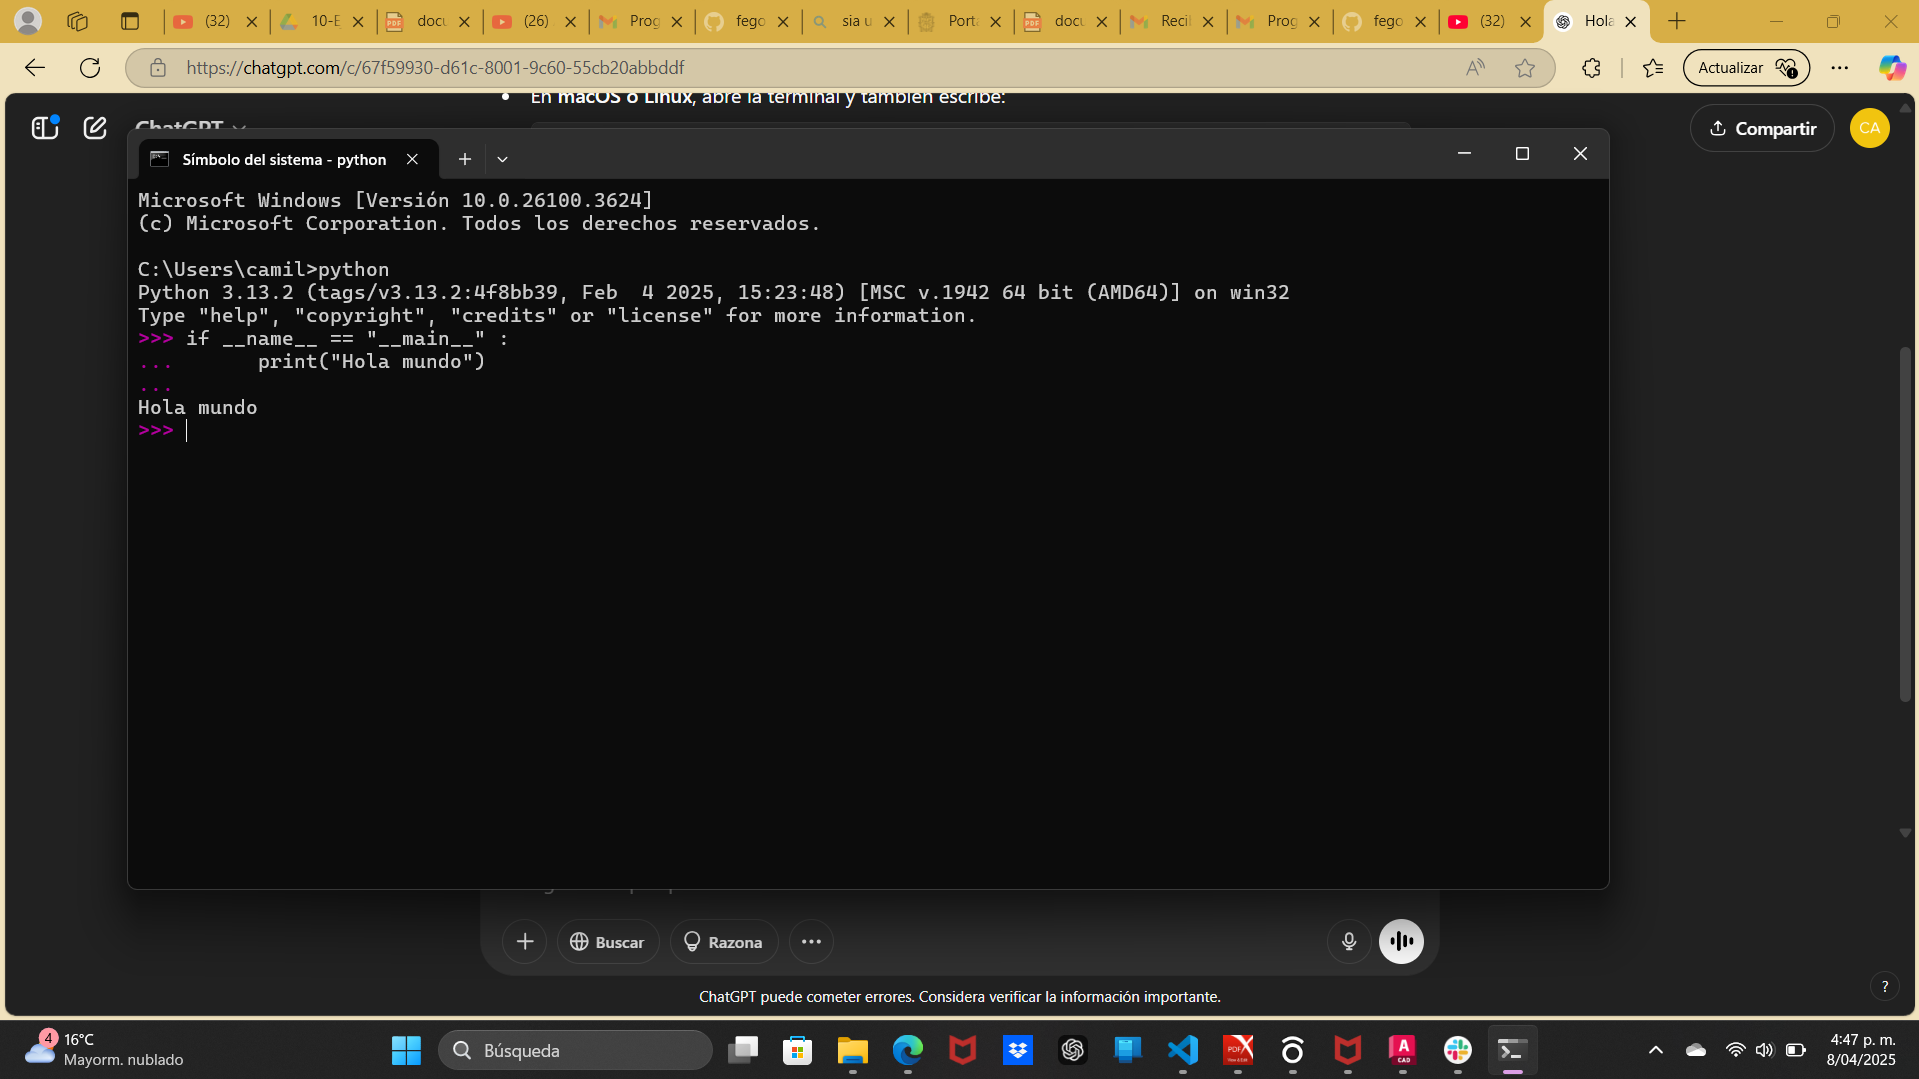 (32)
10-E
docu
(26)
Prog
fego
sia u
Porta
docu
Recil
Prog
fego
(32)
Hola
https://chatgpt.com/c/67f59930-d61c-8001-9c60-55cb20abbddf
Actualizar
En macOS o Linux, abre la terminal y también escribe:
ChatGPT
Compartir
CA
Símbolo del sistema - python
Microsoft Windows [Versión 10.0.26100.3624]
(c) Microsoft Corporation. Todos los derechos reservados.
C:\Users\camil>python
Python 3.13.2 (tags/v3.13.2:4f8bb39, Feb  4 2025, 15:23:48) [MSC v.1942 64 bit (AMD64)] on win32
Type "help", "copyright", "credits" or "license" for more information.
>>> if __name__ == "__main__" :
...       print("Hola mundo")
...
Hola mundo
>>>
Buscar
Razona
ChatGPT puede cometer errores. Considera verificar la información importante.
?
4
16°C
Mayorm. nublado
Búsqueda
4:47 p. m.
8/04/2025